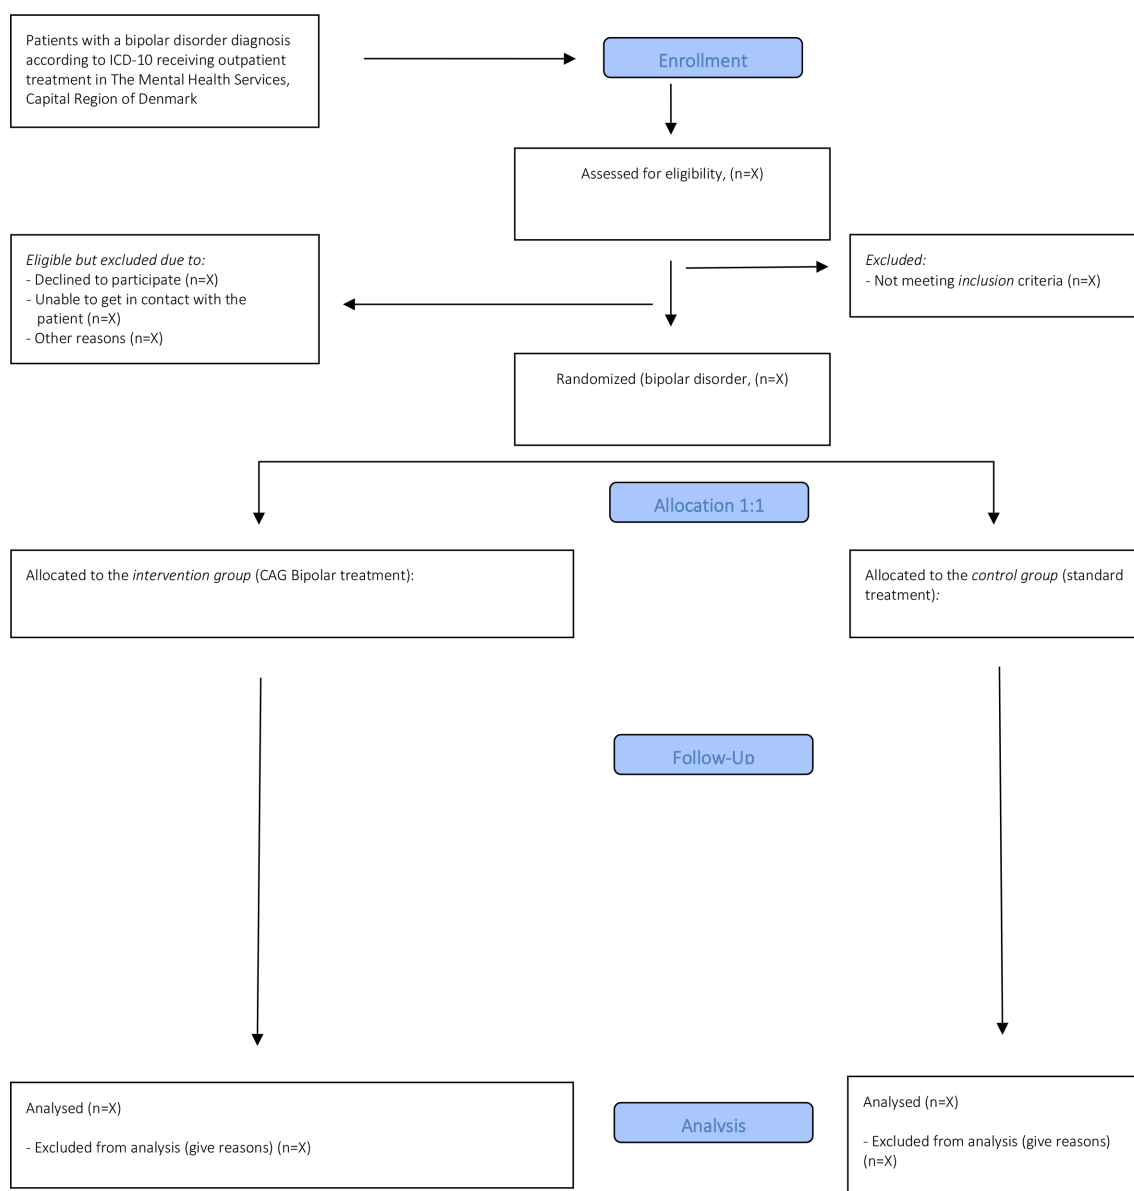 Patients with a bipolar disorder diagnosis
according to ICD-10 receiving outpatient
treatment in The Mental Health Services,
Capital Region of Denmark
Enrollment
Assessed for eligibility, (n=X)
Eligible but excluded due to:
- Declined to participate (n=X)
- Unable to get in contact with the
patient (n=X)
- Other reasons (n=X)
Excluded:
- Not meeting inclusion criteria (n=X)
Randomized (bipolar disorder, (n=X)
Allocation 1:1
Allocated to the intervention group (CAG Bipolar treatment):
Allocated to the control group (standard
treatment):
Follow-Up
Analysed (n=X)
- Excluded from analysis (give reasons) (n=X)
Analysis
Analysed (n=X)
- Excluded from analysis (give reasons)
(n=X)